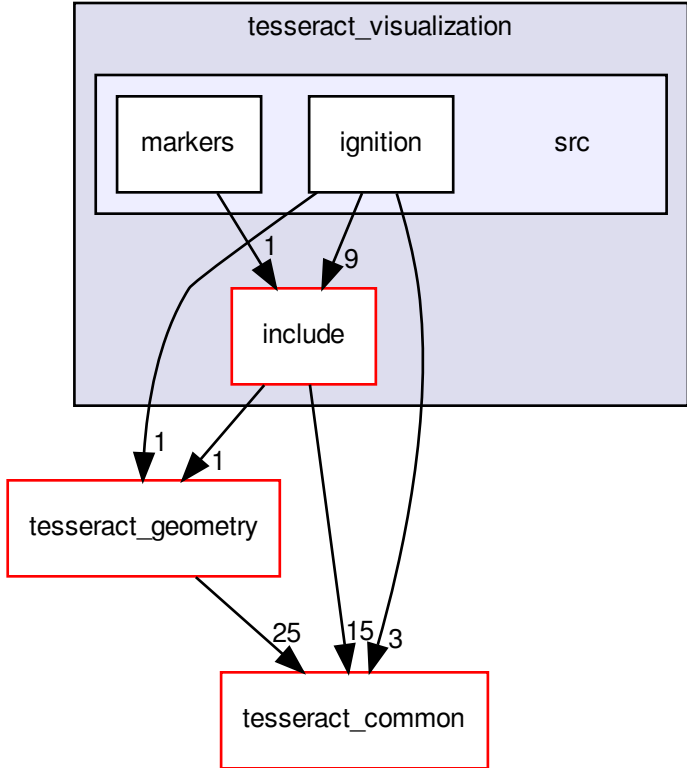 tesseract_visualization
markers
ignition
src
1
9
include
1
1
tesseract_geometry
25
15
3
tesseract_common